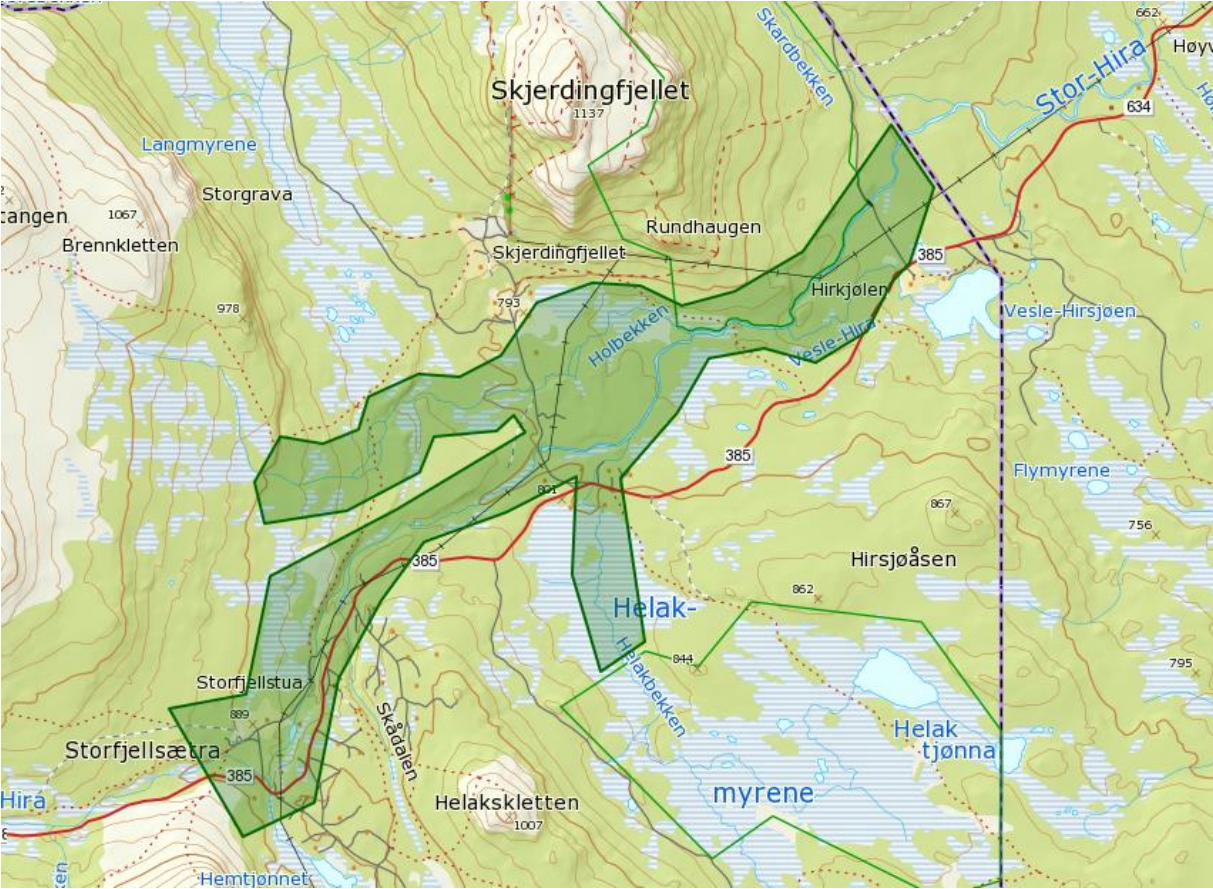 Skardbekken
662
Høyv
Stor-Hira
634
Skjerdingfjellet
1137
Langmyrene
Storgrava
tangen
1067
Brennkletten
Rundhaugen
Skjerdingfjellet
385
Hirkjølen
978
793
Vesle-Hirsjøen
Holbekken
Vesle-Hira
385
Flymyrene
801
867
756
385
Hirsjøåsen
862
Helak-
844
795
Helakbekken
Storfjellstua
889
Skådalen
Storfjellsætra
Helak
tjønna
385
Hira
myrene
Helakskletten
1007
Hemtjønnet